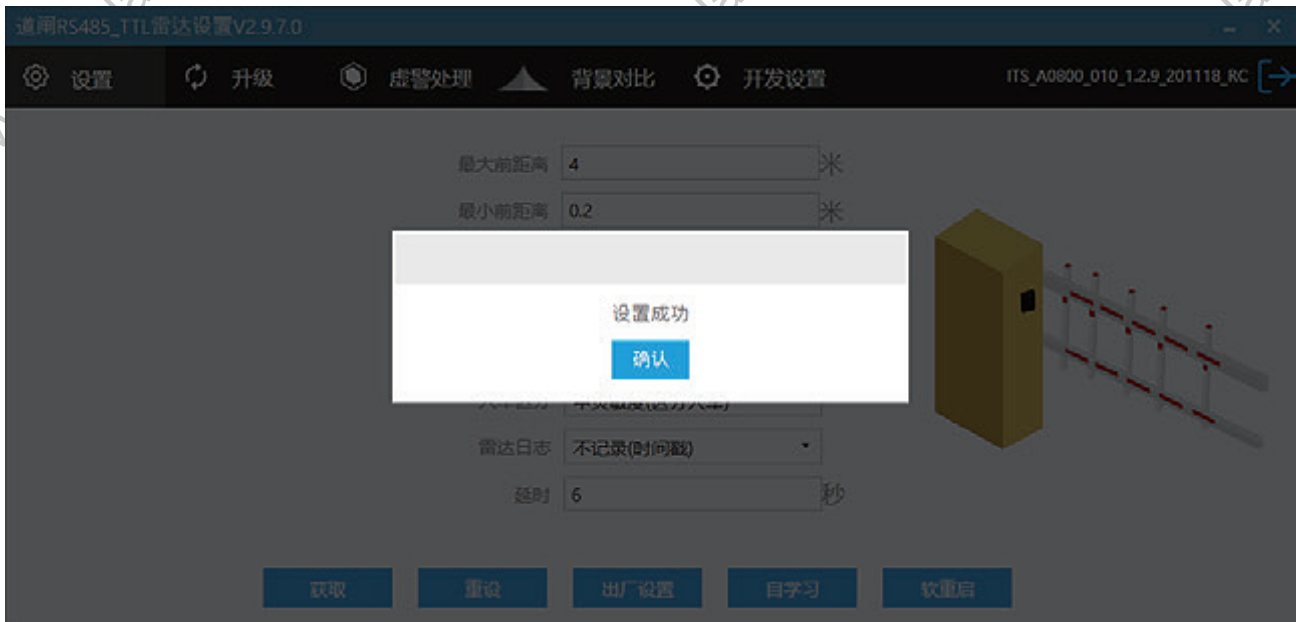 道闸RS485_TTL雷达设置V2.9.7.0
设置 升级 虚警处理 背景对比 开发设置 ITS_A0800_010_1.2.9_201118_RC
最大前距离 4 米
最小前距离 0.2 米
设置成功
确认
雷达日志 不记录(时间戳)
延时 6 秒
获取 重设 出厂设置 自学习 软重启